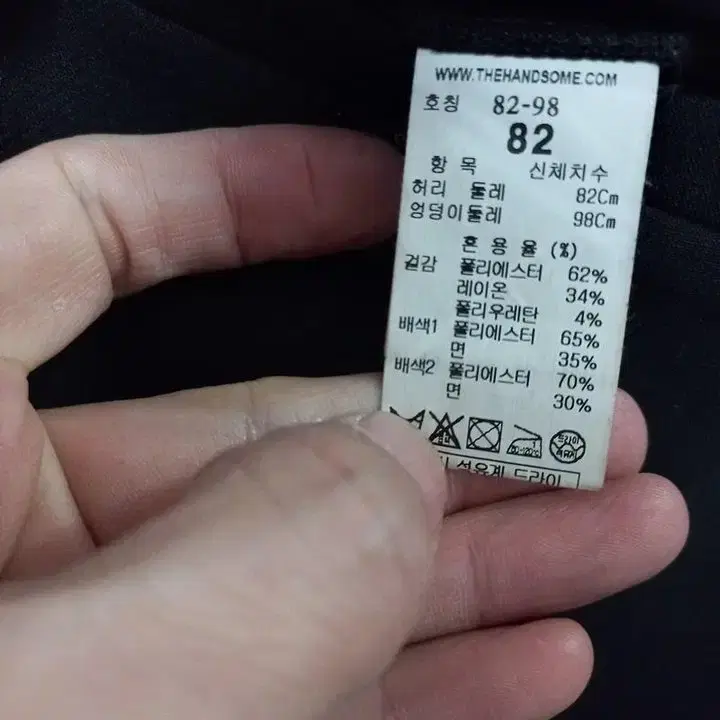 WWW.THEHANDSOME.COM
호칭 82-98
82
항 목 신체치수
허리 둘레 82Cm
엉덩이둘레 98Cm
혼 용 율 (%)
겉감 폴리에스터 62%
레이온 34%
폴리우레탄 4%
배색1 폴리에스터 65%
면 35%
배색2 폴리에스터 70%
면 30%
드라이
석유계 드라이